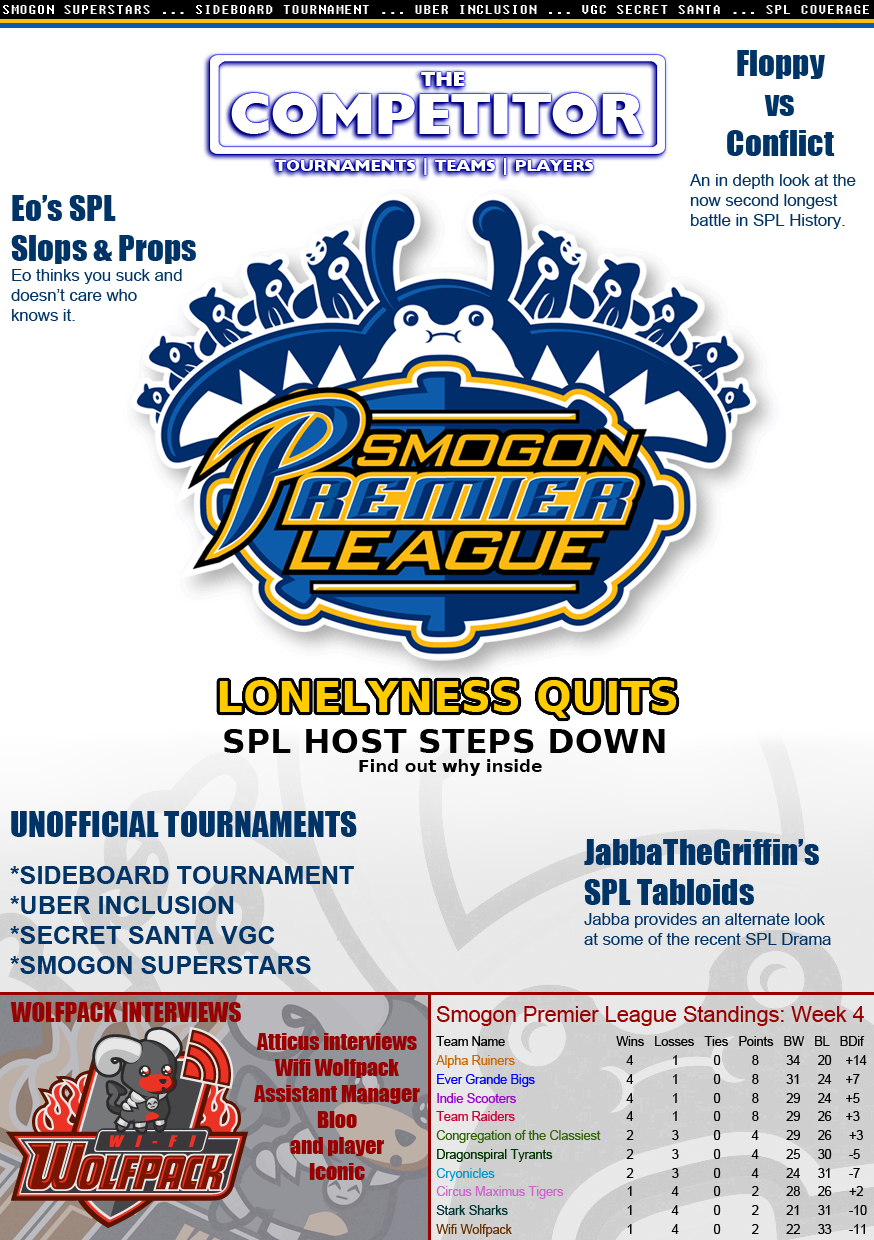 SMOGON SUPERSTARS ... SIDEBOARD TOURNAMENT ... UBER INCLUSION ... VGC SECRET SANTA ... SPL COVERAGE
THE
COMPETITOR
TOURNAMENTS | TEAMS | PLAYERS
Floppy
vs
Conflict
An in depth look at the
now second longest
battle in SPL History.
Eo's SPL
Slops & Props
Eo thinks you suck and
doesn't care who
knows it.
SMOGON
PREMIER
LEAGUE
LONELYNESS QUITS
SPL HOST STEPS DOWN
Find out why inside
UNOFFICIAL TOURNAMENTS
*SIDEBOARD TOURNAMENT
*UBER INCLUSION
*SECRET SANTA VGC
*SMOGON SUPERSTARS
JabbaTheGriffin's
SPL Tabloids
Jabba provides an alternate look
at some of the recent SPL Drama
WOLFPACK INTERVIEWS
Atticus interviews
Wifi Wolfpack
Assistant Manager
Bloo
and player
Iconic
WI-FI
WOLFPACK
Smogon Premier League Standings: Week 4
Team Name Wins Losses Ties Points BW BL BDif
Alpha Ruiners 4 1 0 8 34 20 +14
Ever Grande Bigs 4 1 0 8 31 24 +7
Indie Scooters 4 1 0 8 29 24 +5
Team Raiders 4 1 0 8 29 26 +3
Congregation of the Classiest 2 3 0 4 29 26 +3
Dragonspiral Tyrants 2 3 0 4 25 30 -5
Cryonicles 2 3 0 4 24 31 -7
Circus Maximus Tigers 1 4 0 2 28 26 +2
Stark Sharks 1 4 0 2 21 31 -10
Wifi Wolfpack 1 4 0 2 22 33 -11